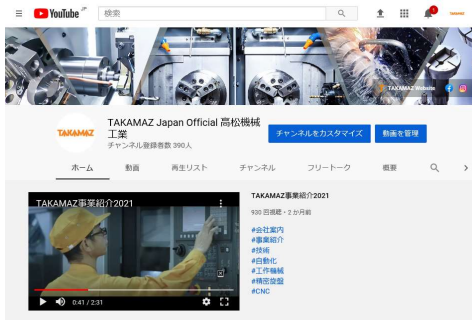 YouTube JP
検索
TAKAMAZ
TAKAMAZ Website
TAKAMAZ
TAKAMAZ Japan Official 高松機械
工業
チャンネル登録者数 390人
チャンネルをカスタマイズ
動画を管理
ホーム 動画 再生リスト チャンネル フリートーク 概要
TAKAMAZ事業紹介2021
0:41 / 2:31
TAKAMAZ事業紹介2021
930 回視聴・2 か月前
#会社案内
#事業紹介
#技術
#自動化
#工作機械
#精密旋盤
#CNC